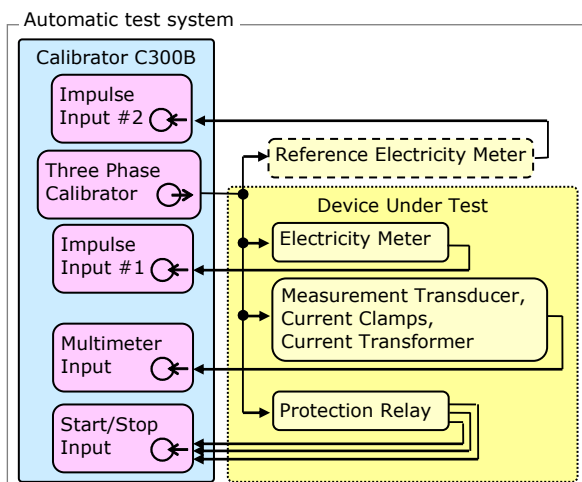 Automatic test system
Calibrator C300B
Impulse
Input #2
Three Phase
Calibrator
Impulse
Input #1
Multimeter
Input
Start/Stop
Input
Reference Electricity Meter
Device Under Test
Electricity Meter
Measurement Transducer,
Current Clamps,
Current Transformer
Protection Relay